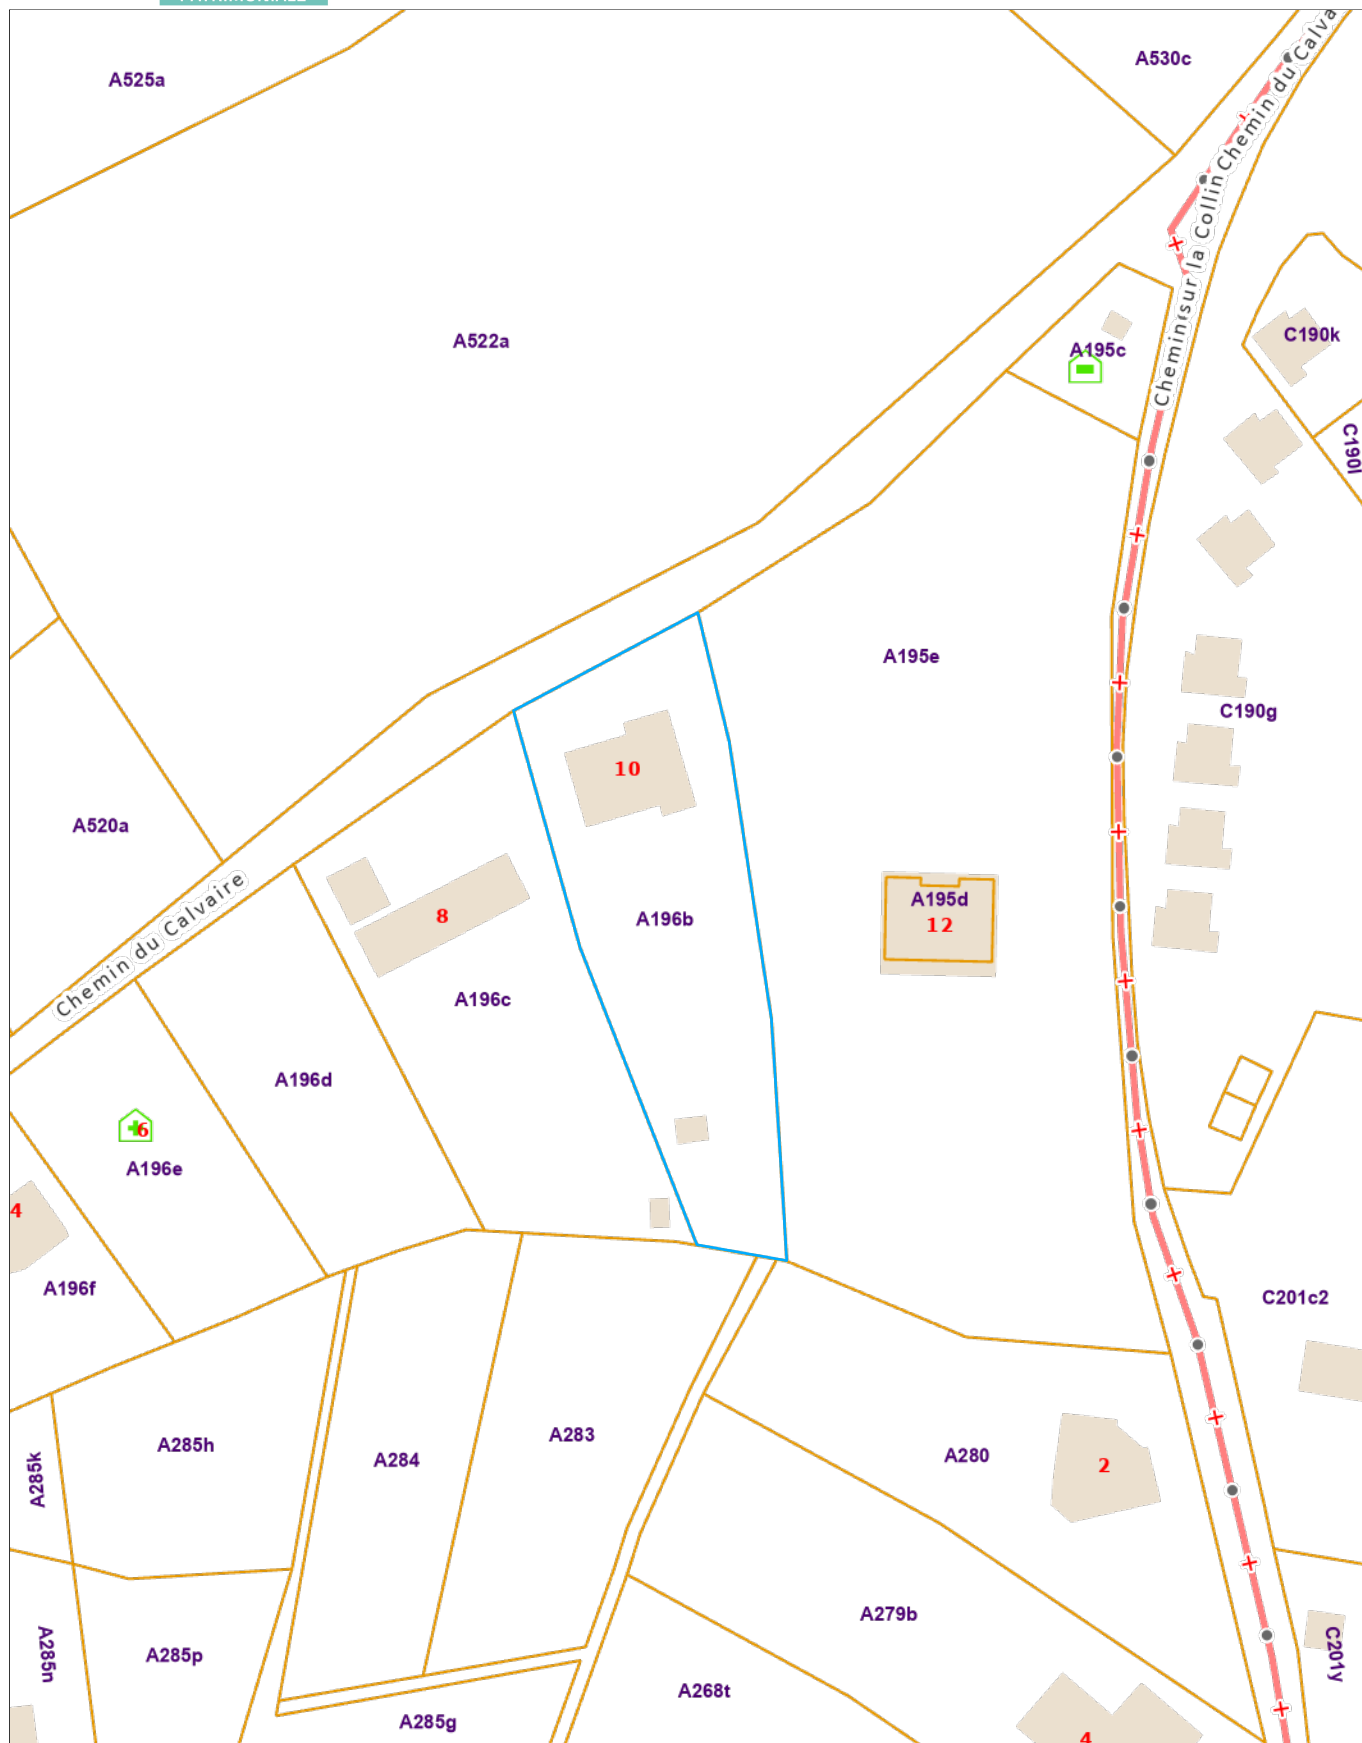 A525a
A530c
Chemin du Calva
Chemin sur la Collin
A522a
A195c
C190k
C190l
A195e
C190g
10
A520a
A195d
12
8
A196b
Chemin du Calvaire
A196c
A196d
6
A196e
4
A196f
C201c2
A285h
A284
A283
A280
2
A285k
A279b
A285n
A285p
A268t
C201y
A285g
4